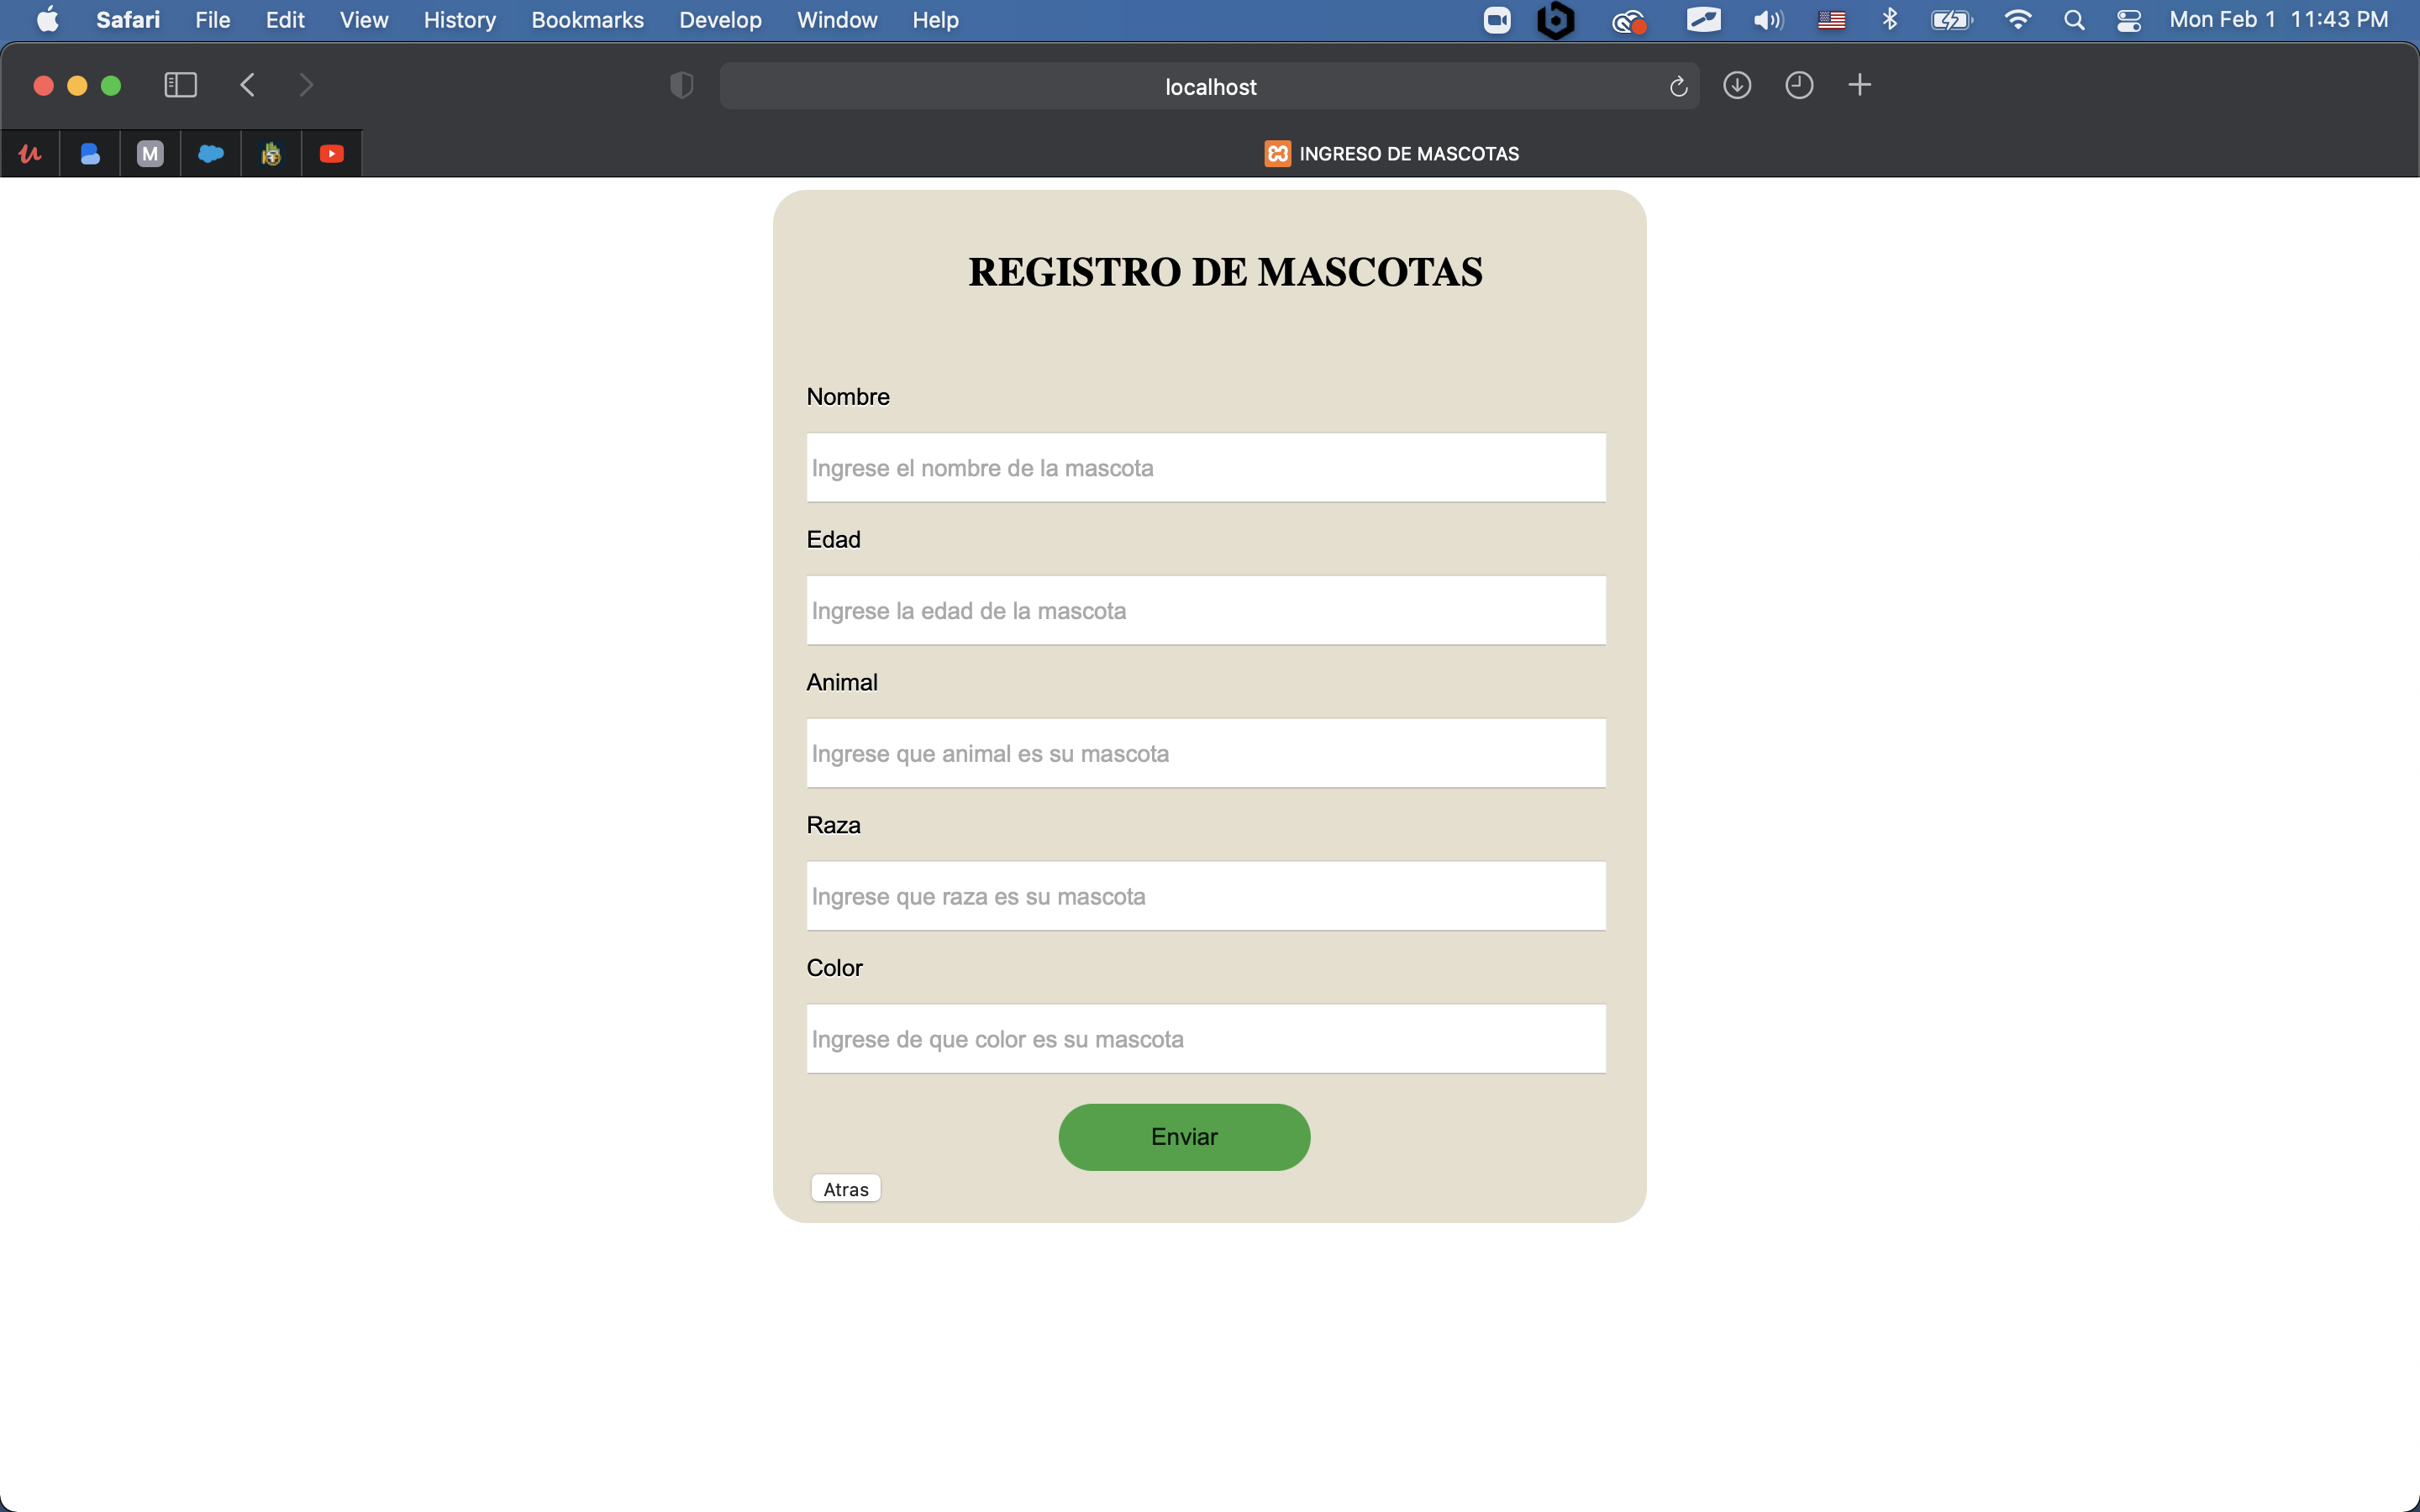 Safari File Edit View History Bookmarks Develop Window Help Mon Feb 1 11:43 PM
localhost
M INGRESO DE MASCOTAS
REGISTRO DE MASCOTAS
Nombre
Ingrese el nombre de la mascota
Edad
Ingrese la edad de la mascota
Animal
Ingrese que animal es su mascota
Raza
Ingrese que raza es su mascota
Color
Ingrese de que color es su mascota
Enviar
Atras